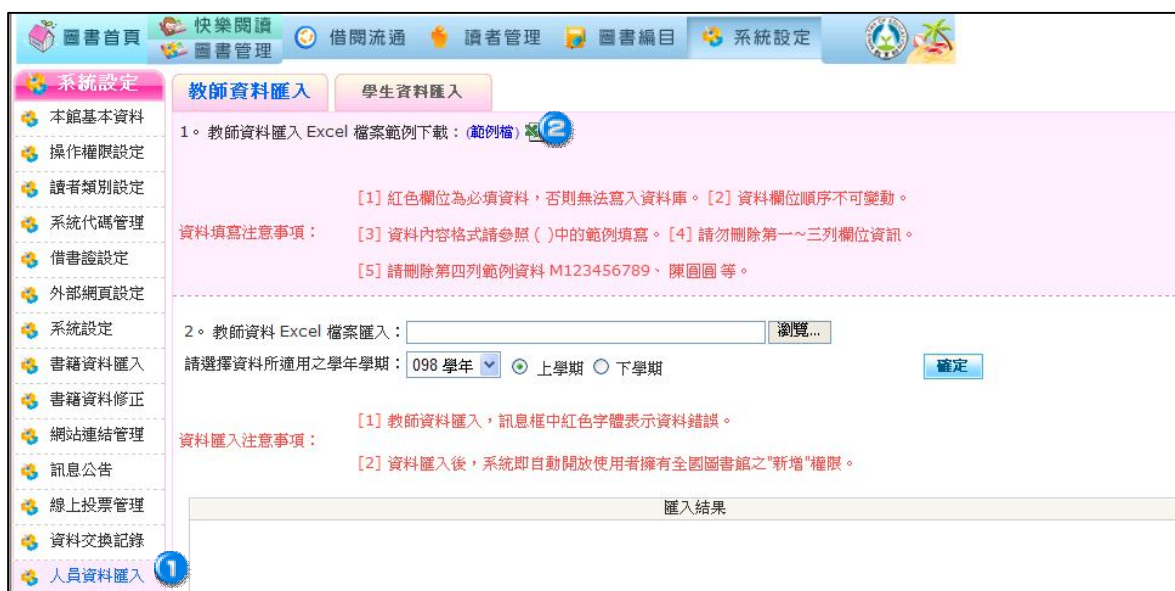 圖書首頁
快樂閱讀
圖書管理
借閱流通
讀者管理
圖書編目
系統設定
系統設定
本館基本資料
操作權限設定
讀者類別設定
系統代碼管理
借書證設定
外部網頁設定
系統設定
書籍資料匯入
書籍資料修正
網站連結管理
訊息公告
線上投票管理
資料交換記錄
人員資料匯入 1
教師資料匯入 學生資料匯入
1。教師資料匯入 Excel 檔案範例下載：(範例檔) 2
資料填寫注意事項：
[1] 紅色欄位為必填資料，否則無法寫入資料庫。[2] 資料欄位順序不可變動。
[3] 資料內容格式請參照 ( )中的範例填寫。[4] 請勿刪除第一~三列欄位資訊。
[5] 請刪除第四列範例資料 M123456789、 陳圓圓 等。
2。教師資料 Excel 檔案匯入： 瀏覽...
請選擇資料所適用之學年學期： 098 學年 上學期 下學期 確定
資料匯入注意事項：
[1] 教師資料匯入，訊息框中紅色字體表示資料錯誤。
[2] 資料匯入後，系統即自動開放使用者擁有全國圖書館之"新增"權限。
匯入結果